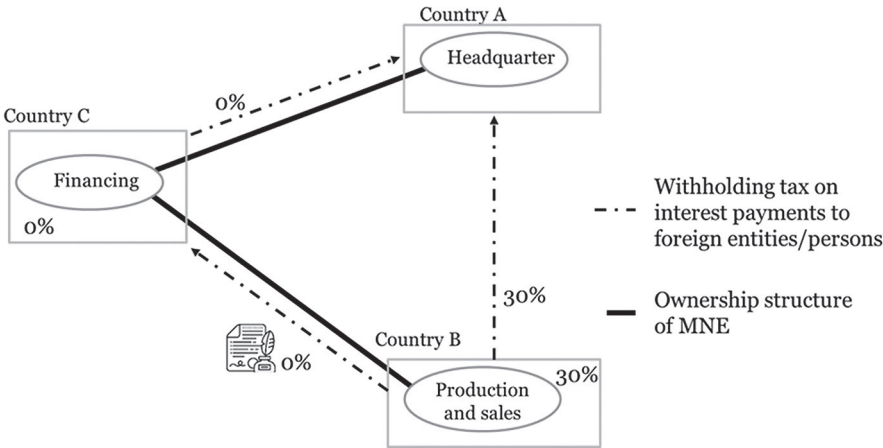 Country A
Headquarter
0%
Country C
Financing
0%
Withholding tax on
interest payments to
foreign entities/persons
30%
Ownership structure
of MNE
Country B
0%
30%
Production
and sales